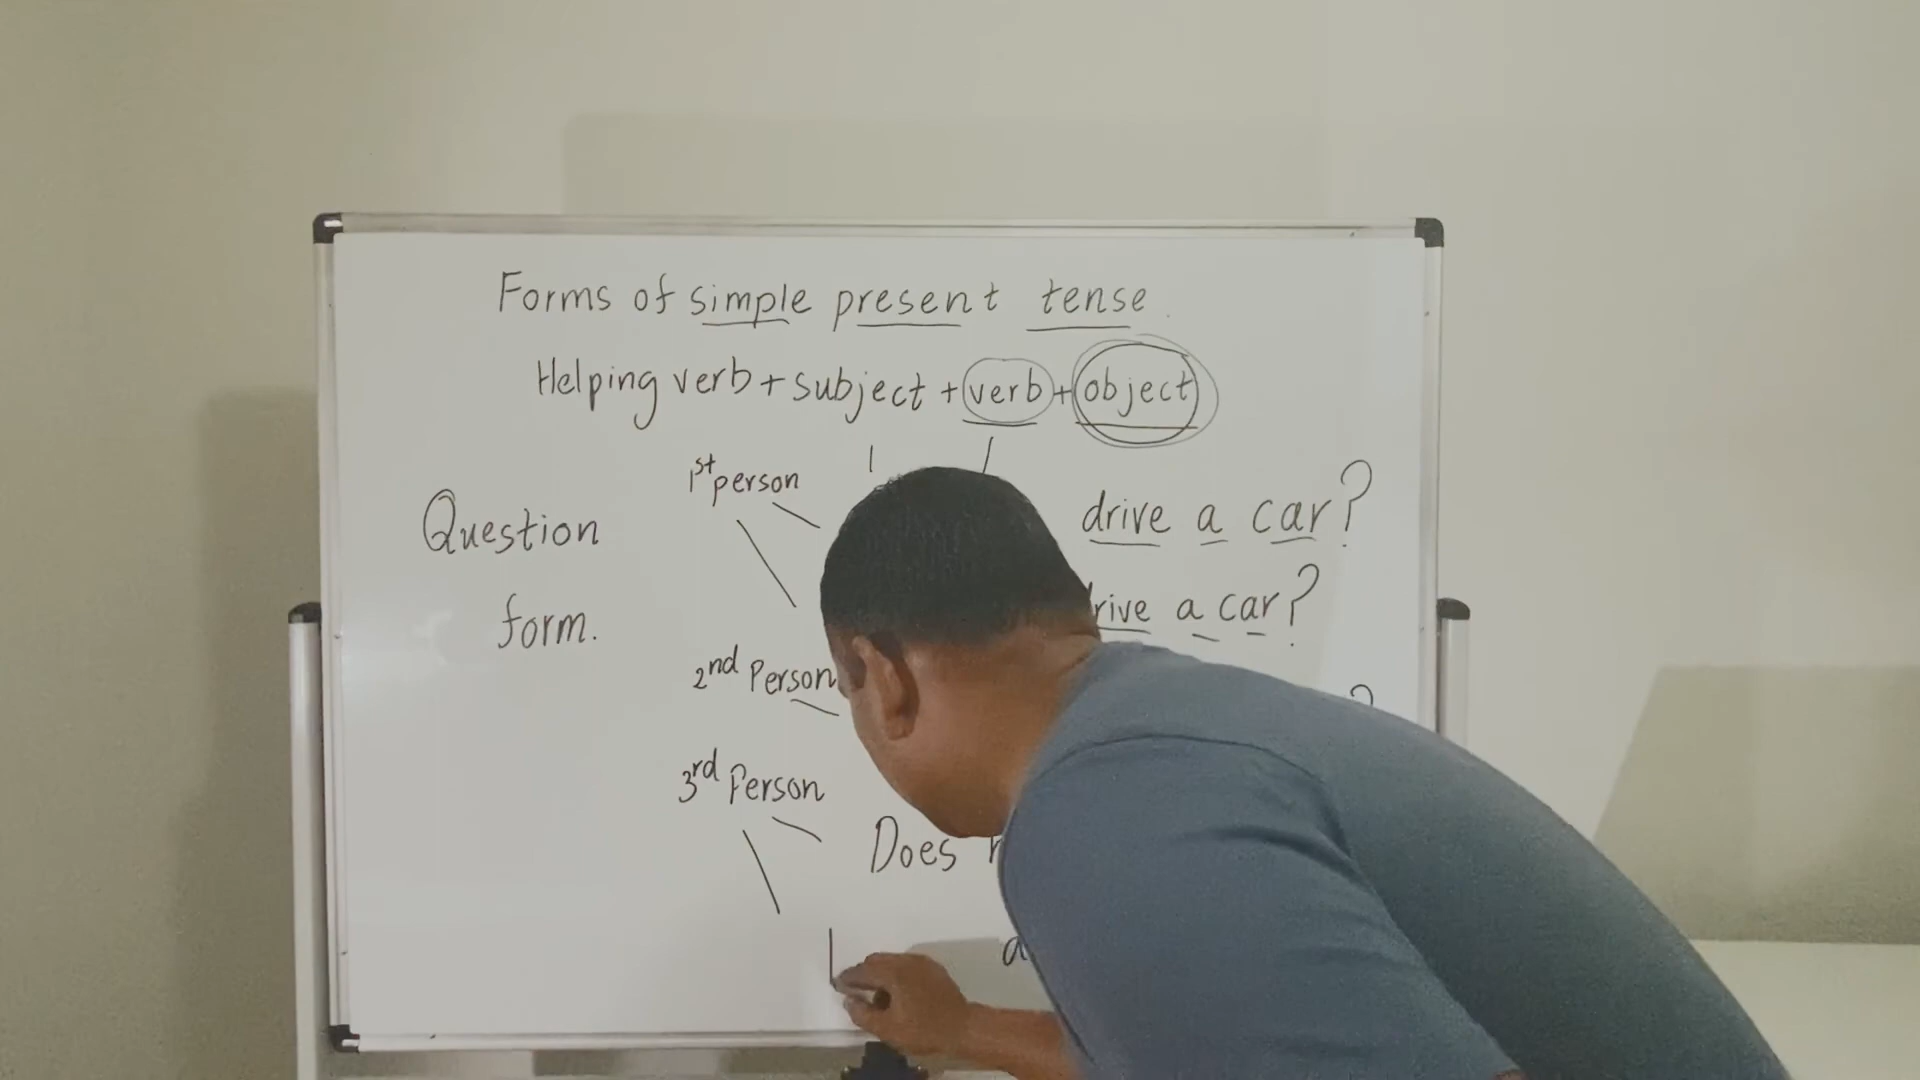 Forms of simple present tense.
Helping verb + subject + verb + object
1st person
drive a car?
Question
drive a car?
form.
2nd Person
?
3rd Person
Does